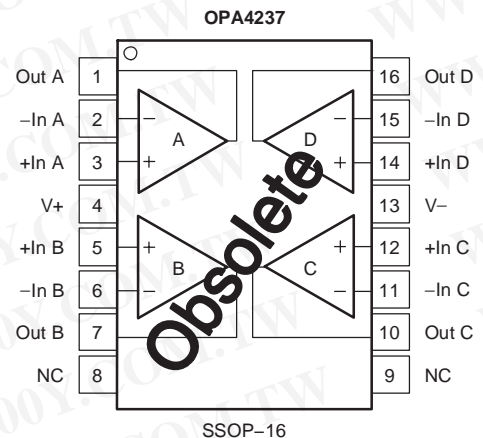 OPA4237
Out A 1 16 Out D
−In A 2 − − 15 −In D
A D
+In A 3 + + 14 +In D
V+ 4 13 V−
+In B 5 + + 12 +In C
B C
−In B 6 − − 11 −In C
Out B 7 10 Out C
NC 8 9 NC
Obsolete
SSOP−16